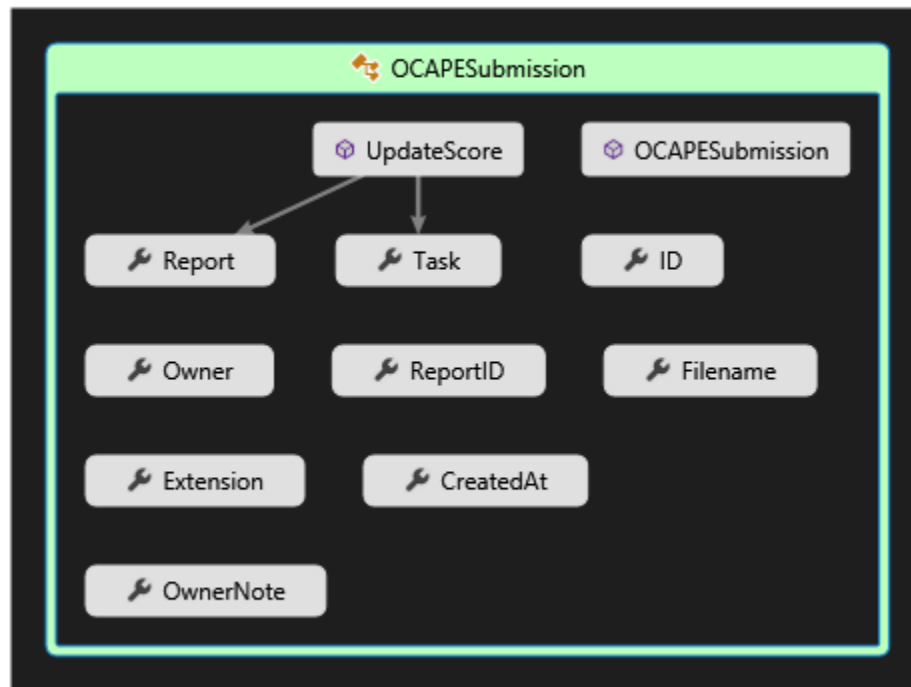 OCAPESubmission
UpdateScore
OCAPESubmission
Report
Task
ID
Owner
ReportID
Filename
Extension
CreatedAt
OwnerNote